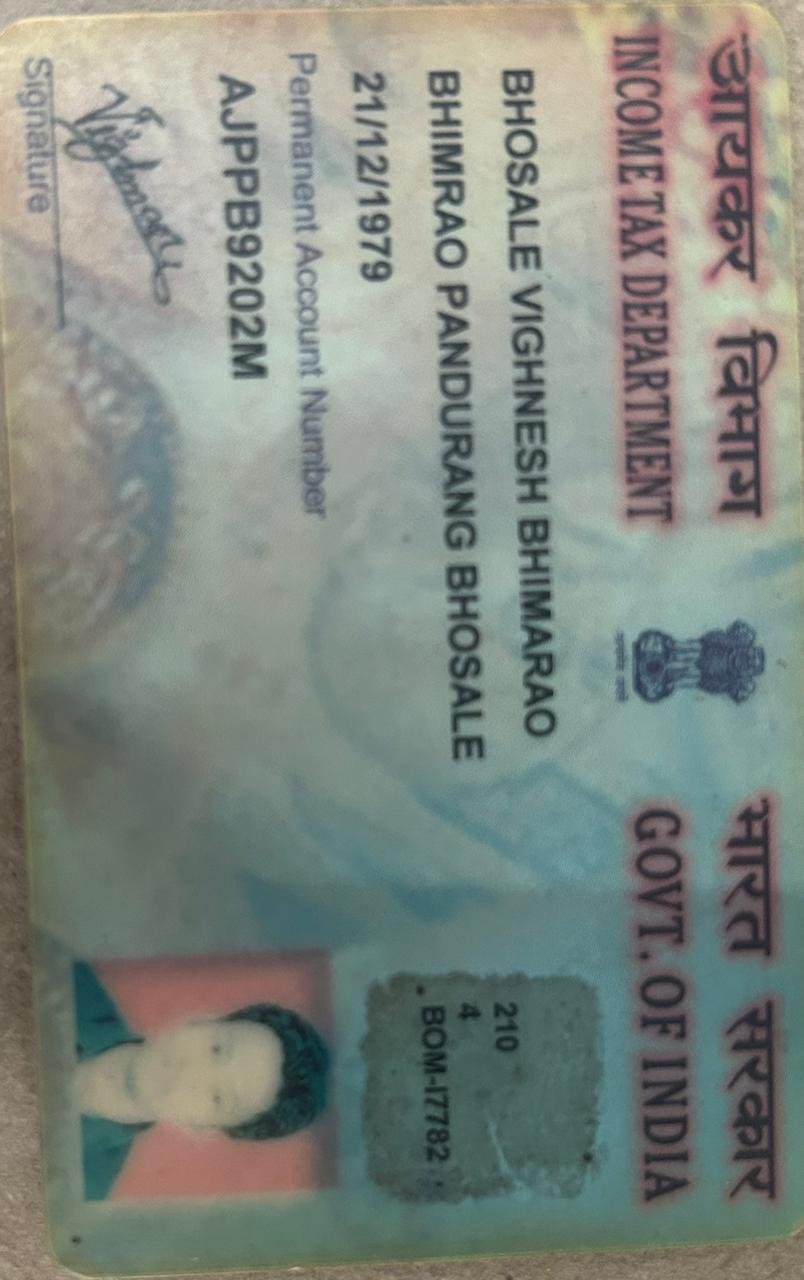 आयकर विभाग
INCOME TAX DEPARTMENT
भारत सरकार
GOVT. OF INDIA
BHOSALE VIGHNESH BHIMARAO
BHIMRAO PANDURANG BHOSALE
21/12/1979
Permanent Account Number
AJPPB9202M
Signature
210
4
BOM-I7782